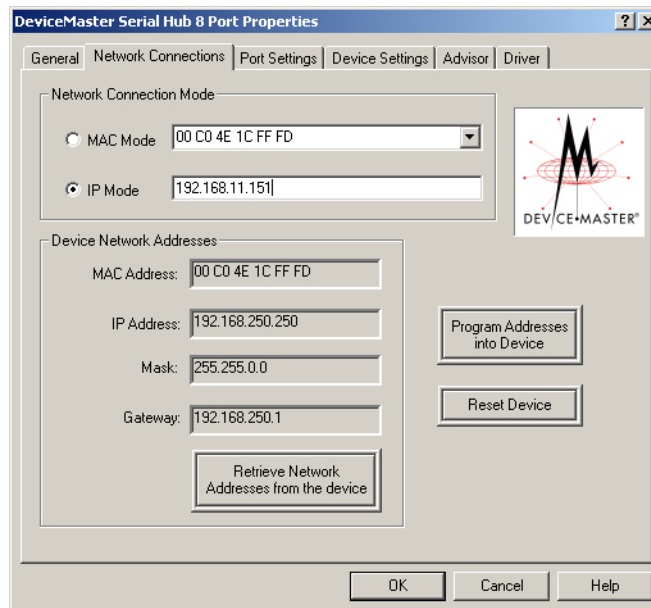 DeviceMaster Serial Hub 8 Port Properties
General Network Connections Port Settings Device Settings Advisor Driver
Network Connection Mode
MAC Mode 00 C0 4E 1C FF FD
IP Mode 192.168.11.151
DEVICE•MASTER®
Device Network Addresses
MAC Address: 00 C0 4E 1C FF FD
IP Address: 192.168.250.250
Mask: 255.255.0.0
Gateway: 192.168.250.1
Retrieve Network
Addresses from the device
Program Addresses
into Device
Reset Device
OK Cancel Help